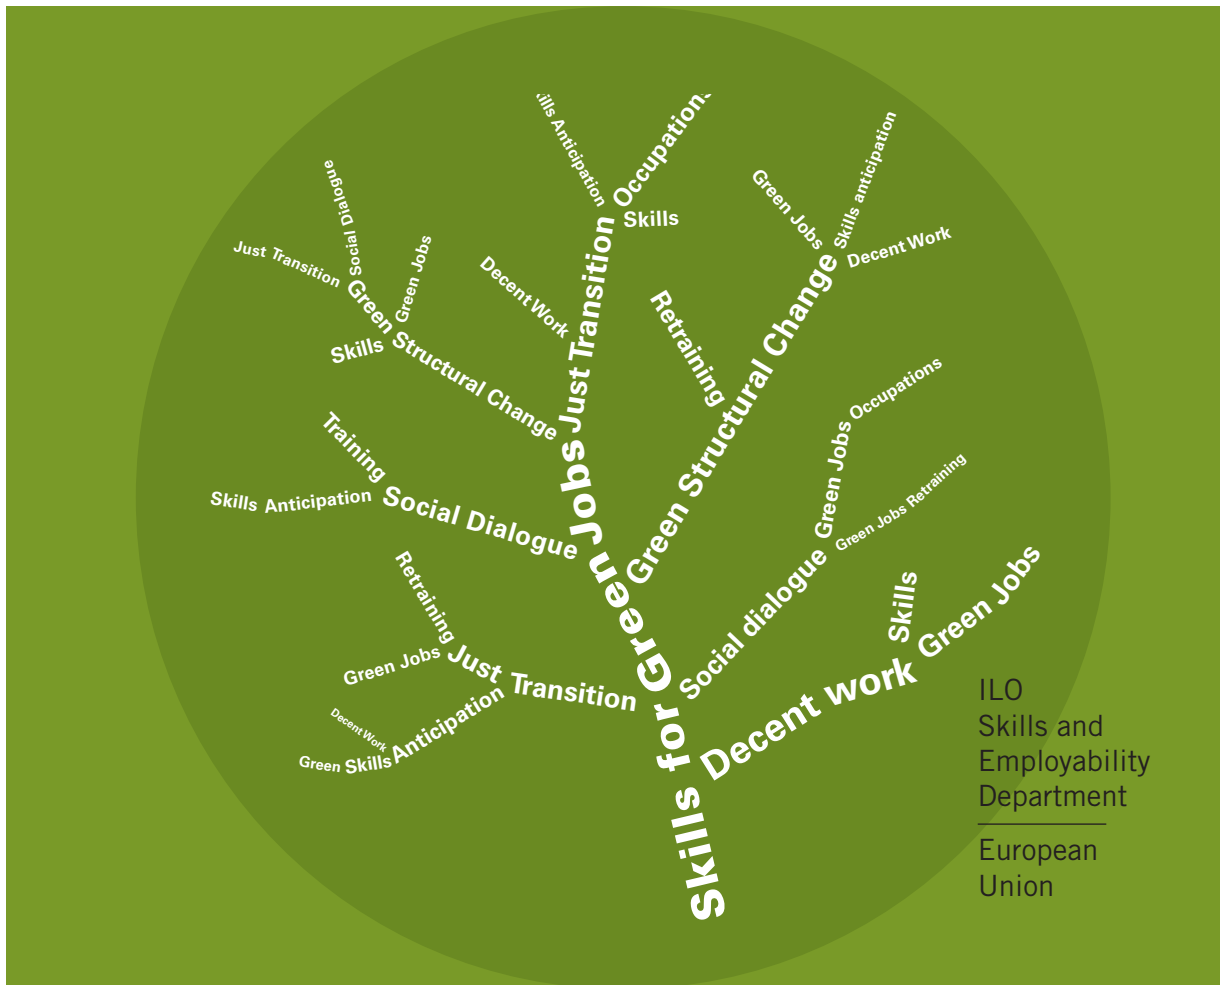 ills Anticipation
Occupations
Skills
Skills anticipation
Green Jobs
Decent Work
Social Dialogue
Just Transition
Green Jobs
Green
Skills
Structural Change
Decent Work
Just Transition
Retraining
Green Structural Change
Occupations
Green Jobs
Green Jobs Retraining
Training
Skills Anticipation
Social Dialogue
Retraining
Green Jobs
Just Transition
Decent Work
Green Skills
Anticipation
Social dialogue
Skills
Green Jobs
Decent work
Skills for Green Jobs
ILO
Skills and
Employability
Department
European
Union